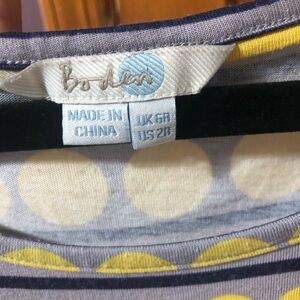 Boden
MADE IN
CHINA
UK 6R
US 2R